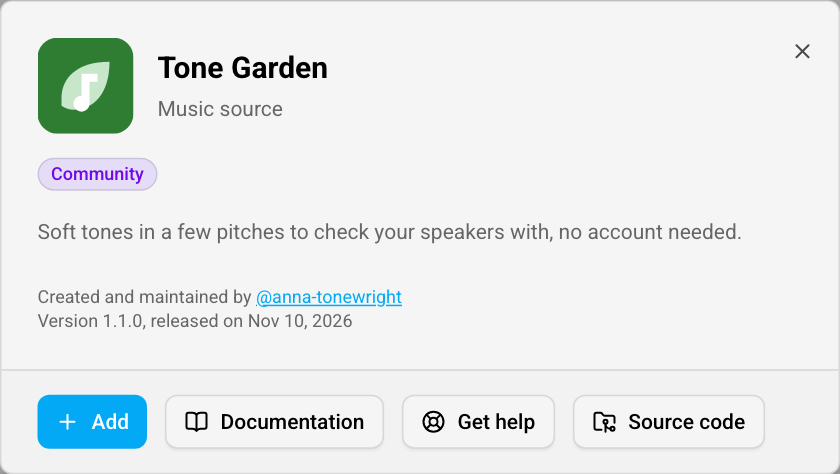 Tone Garden
Music source
Community
Soft tones in a few pitches to check your speakers with, no account needed.
Created and maintained by @anna-tonewright
Version 1.1.0, released on Nov 10, 2026
Add
Documentation
Get help
Source code